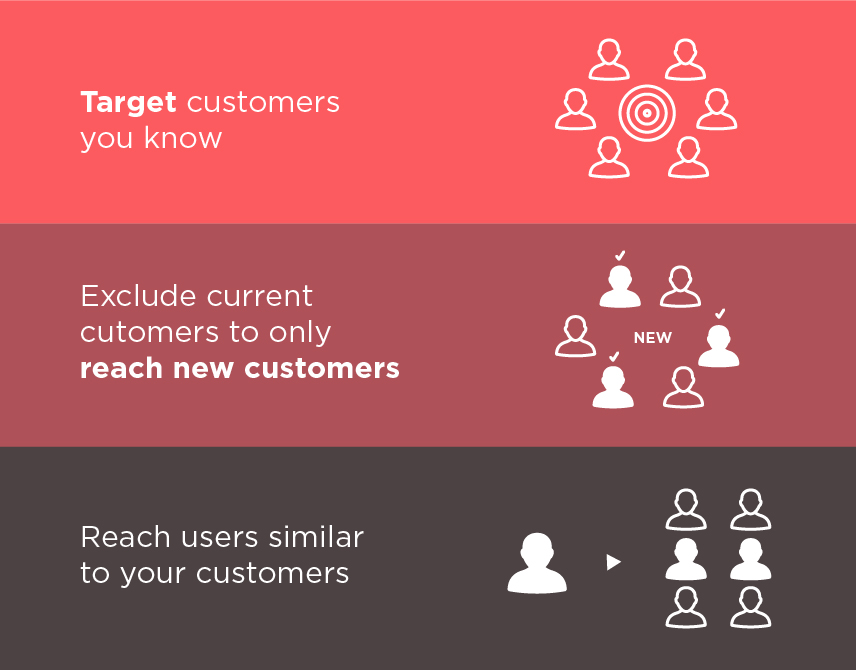 Target customers
you know
Exclude current
cutomers to only
reach new customers
NEW
Reach users similar
to your customers